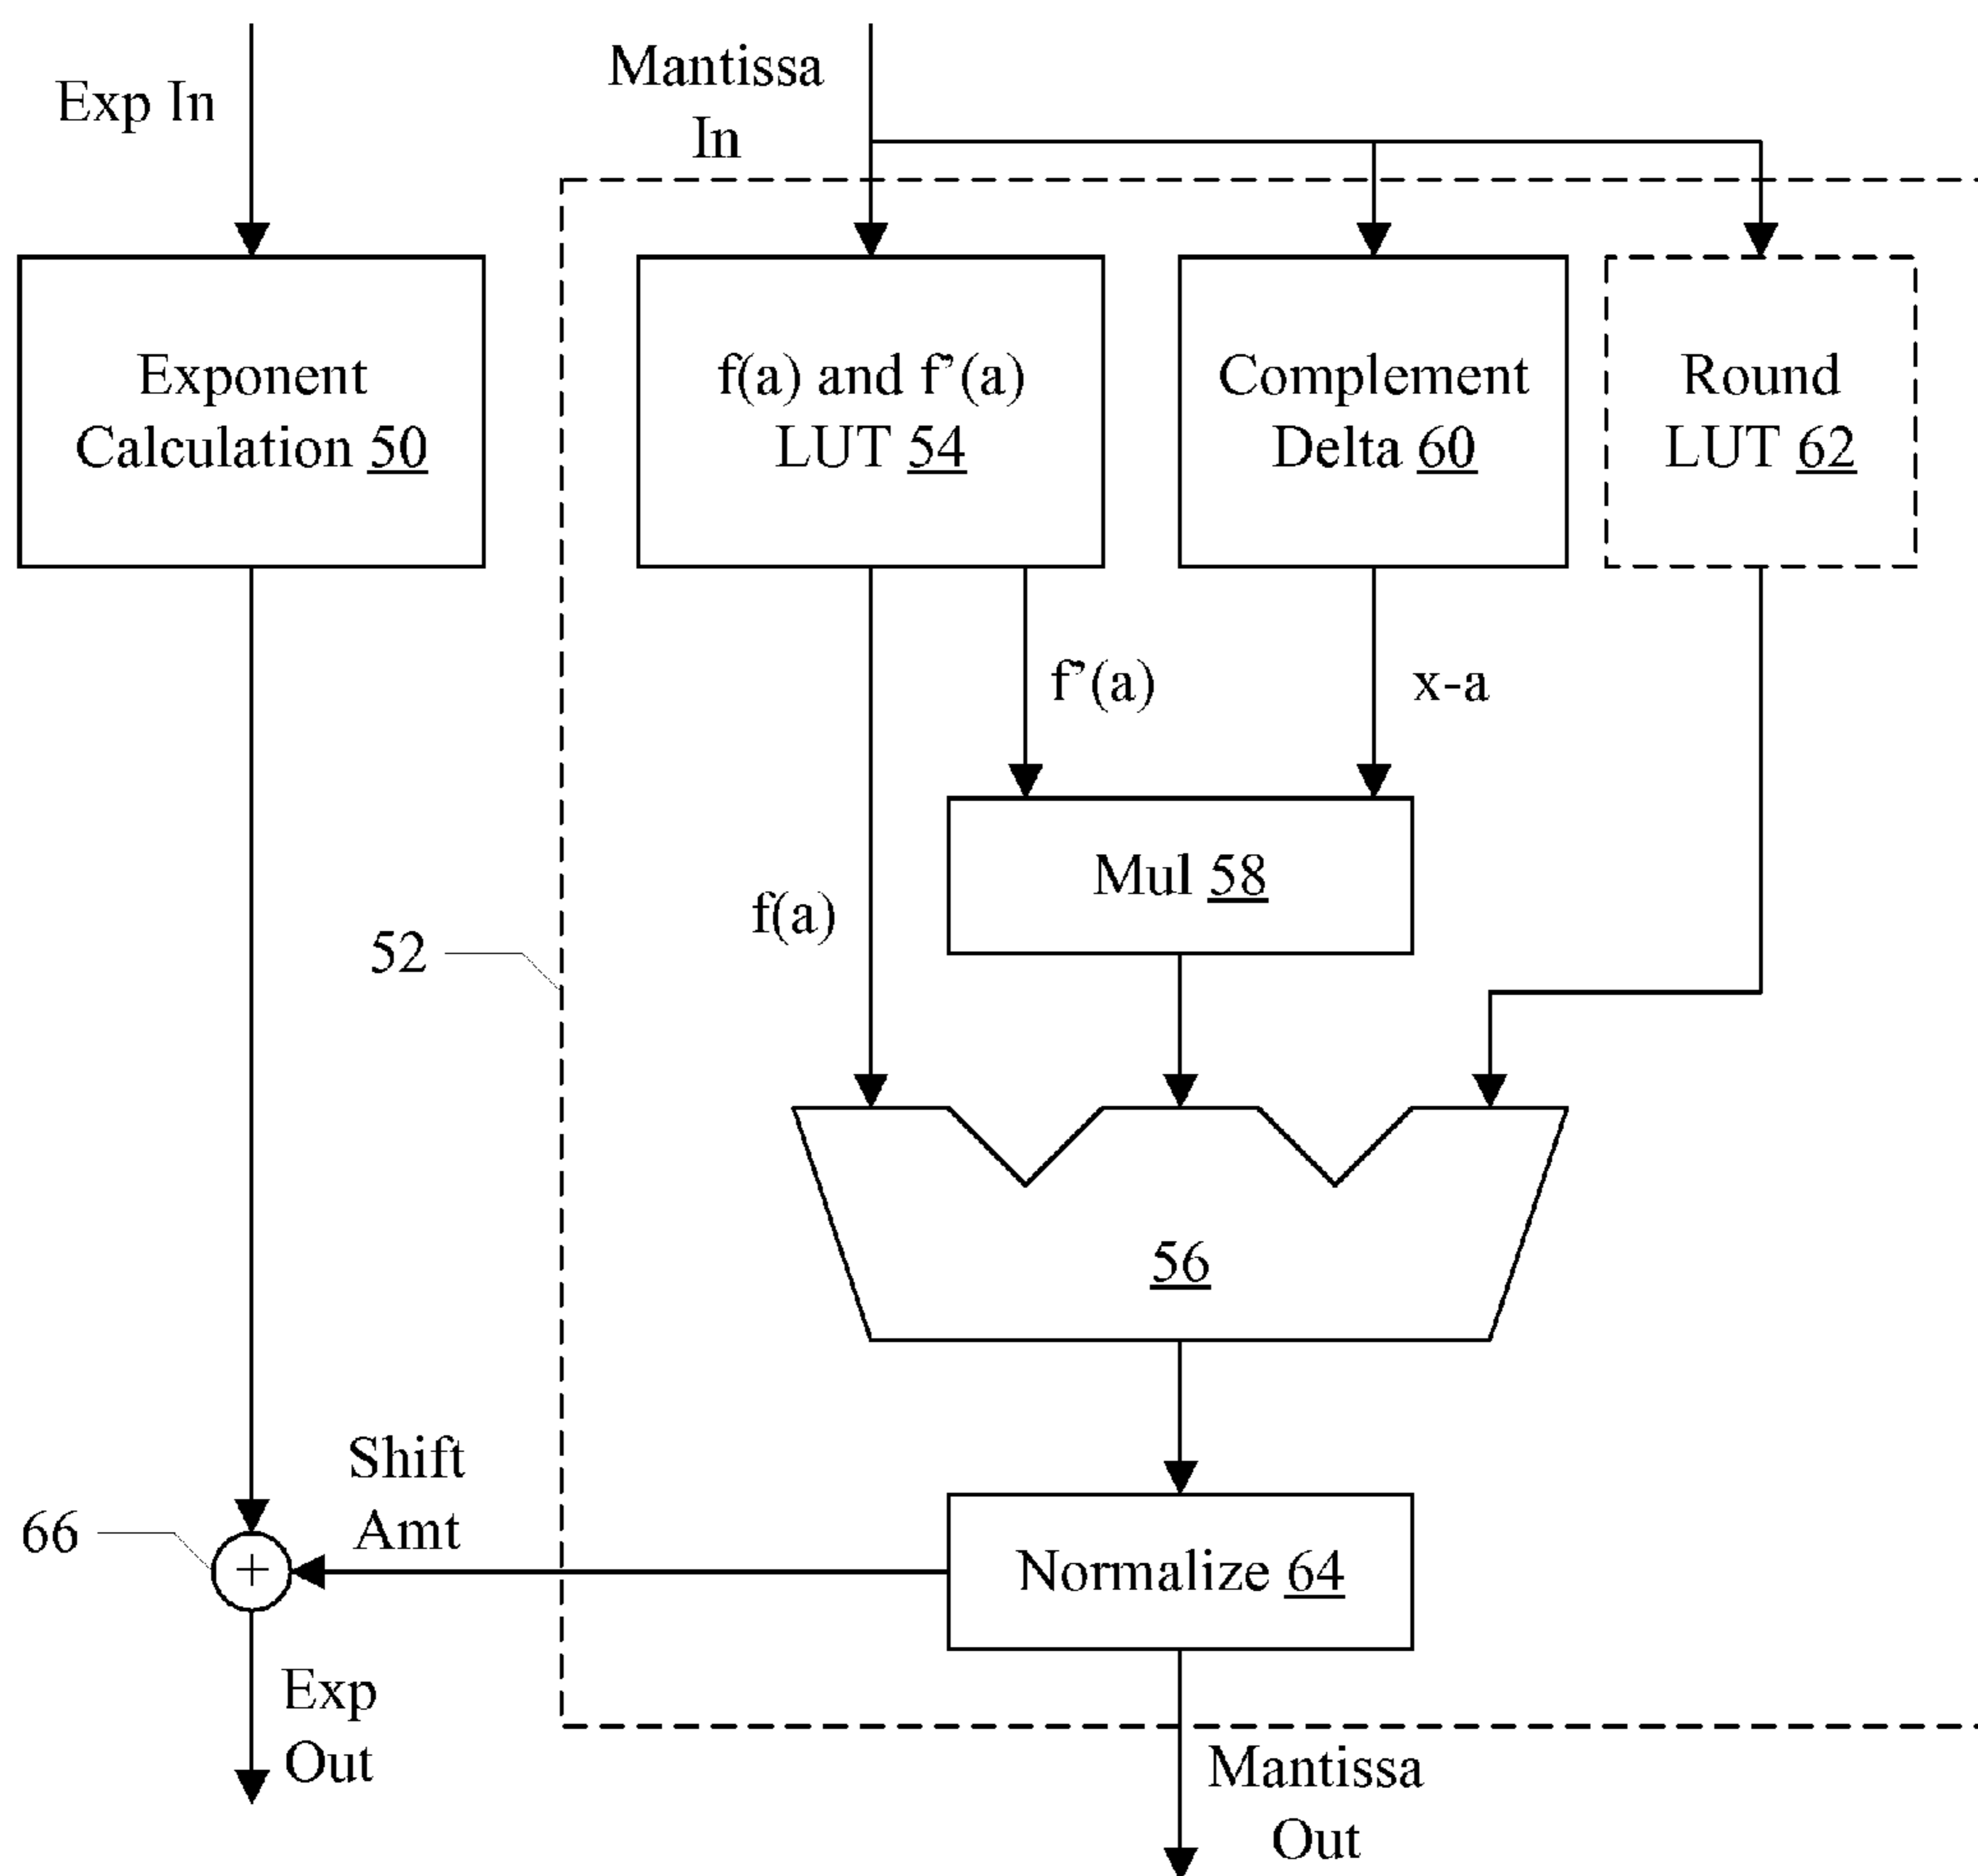 Exp In
Mantissa
In
Exponent
Calculation 50
f(a) and f’(a)
LUT 54
Complement
Delta 60
Round
LUT 62
f’(a)
x-a
Mul 58
f(a)
52
56
Shift
Amt
66
+
Normalize 64
Exp
Out
Mantissa
Out